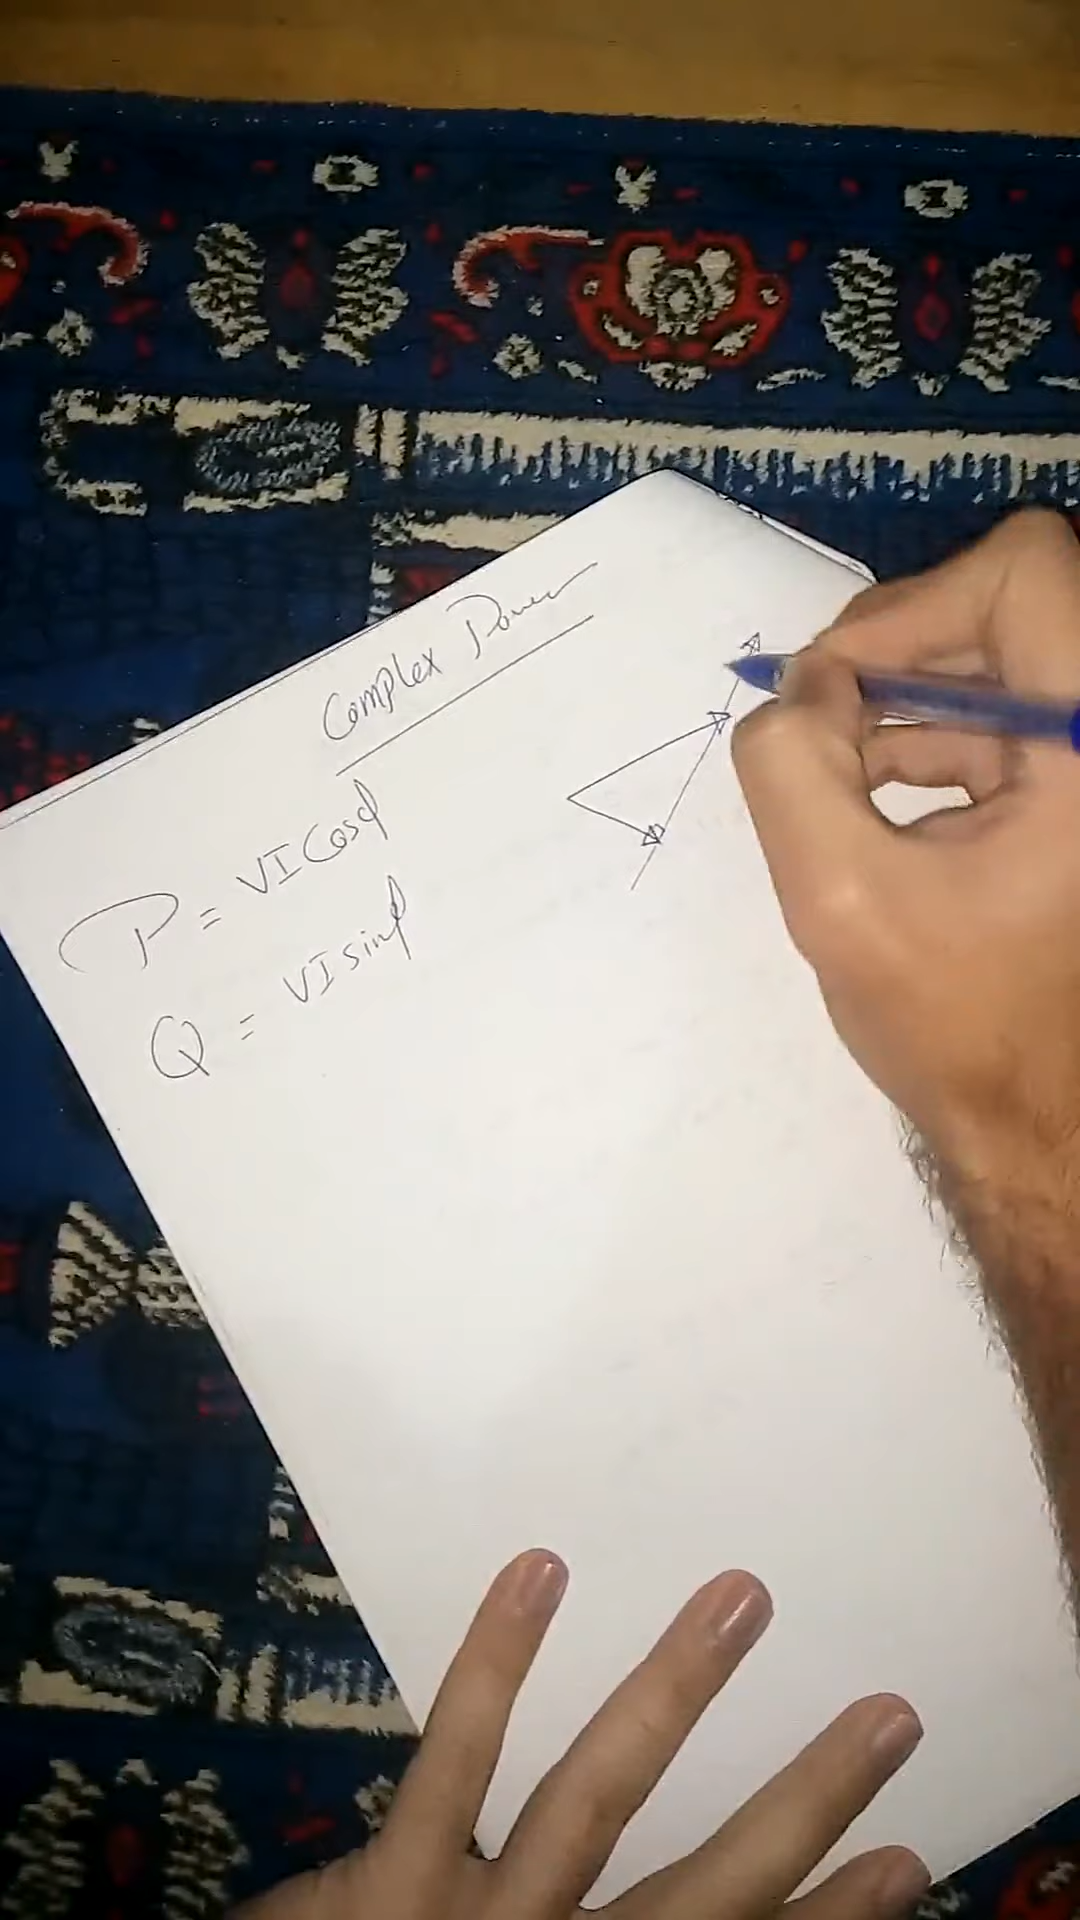 Complex Power
P = VI Cosφ
Q = VI sinφ